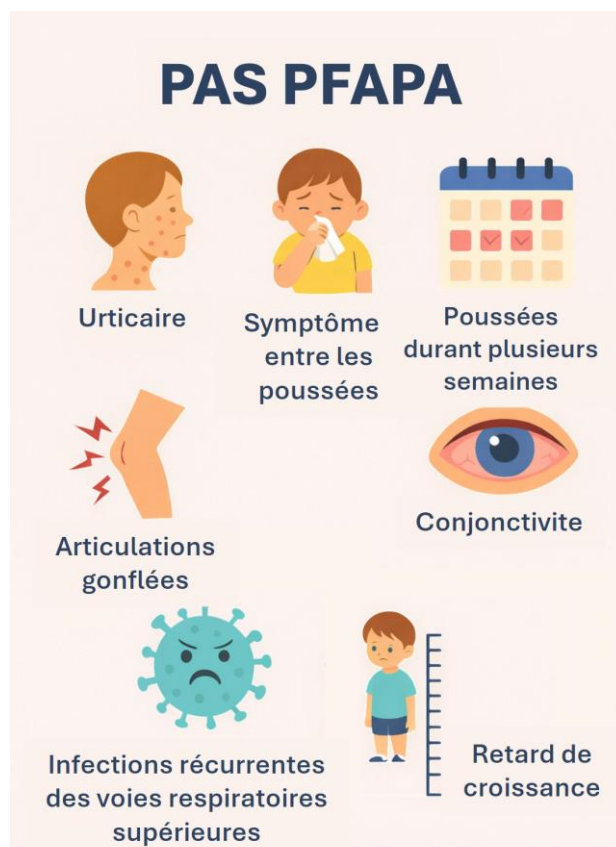 PAS PFAPA
Urticaire
Symptôme
entre les
poussées
Poussées
durant plusieurs
semaines
Articulations
gonflées
Conjonctivite
Infections récurrentes
des voies respiratoires
supérieures
Retard de
croissance